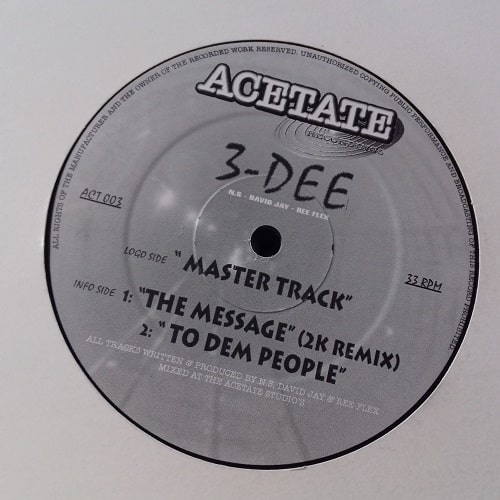 ALL RIGHTS OF THE MANUFACTURER AND THE OWNER OF THE RECORDED WORK RESERVED. UNAUTHORIZED COPYING PUBLIC PERFORMANCE AND BROADCASTING OF THIS RECORD PROHIBITED.
ACETATE
RECORDINGS
3-DEE
N.S - DAVID JAY - REE FLEX
ACT 003
LOGO SIDE "MASTER TRACK"
33 RPM
INFO SIDE 1: "THE MESSAGE" (2K REMIX)
2: "TO DEM PEOPLE"
ALL TRACKS WRITTEN & PRODUCED BY N.S, DAVID JAY & REE FLEX
MIXED AT THE ACETATE STUDIO'S